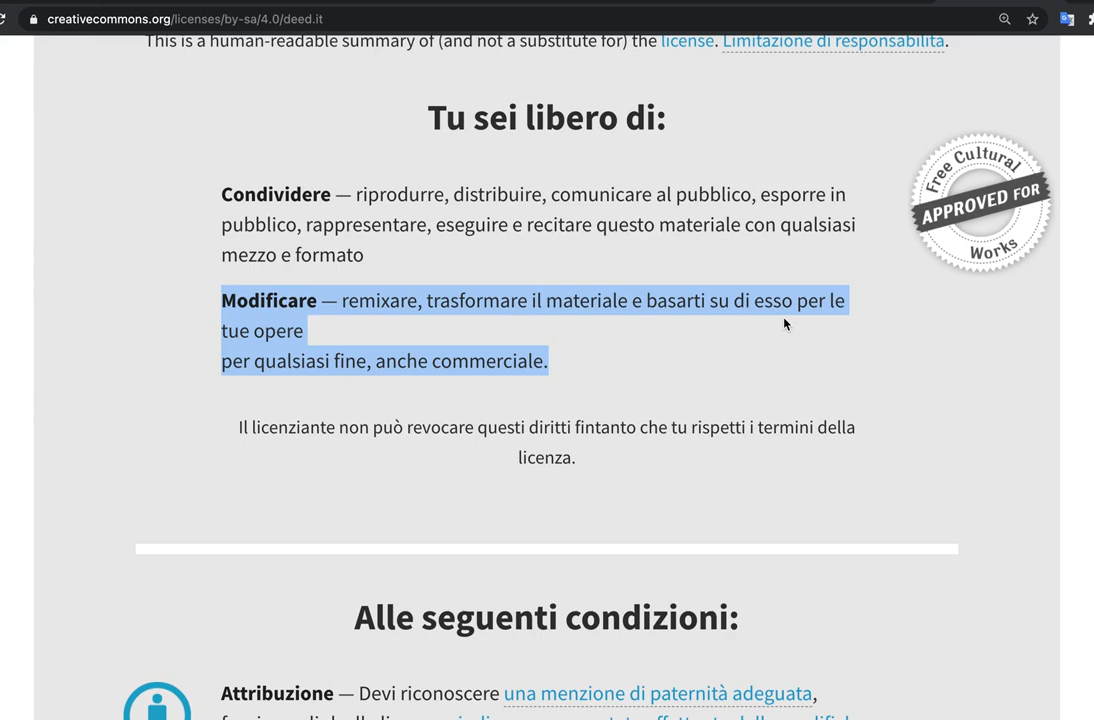 creativecommons.org/licenses/by-sa/4.0/deed.it
This is a human-readable summary of (and not a substitute for) the license. Limitazione di responsabilità.
Tu sei libero di:
Condividere — riprodurre, distribuire, comunicare al pubblico, esporre in
pubblico, rappresentare, eseguire e recitare questo materiale con qualsiasi
mezzo e formato
Free Cultural
APPROVED FOR
Works
Modificare — remixare, trasformare il materiale e basarti su di esso per le
tue opere
per qualsiasi fine, anche commerciale.
Il licenziante non può revocare questi diritti fintanto che tu rispetti i termini della
licenza.
Alle seguenti condizioni:
Attribuzione — Devi riconoscere una menzione di paternità adeguata,